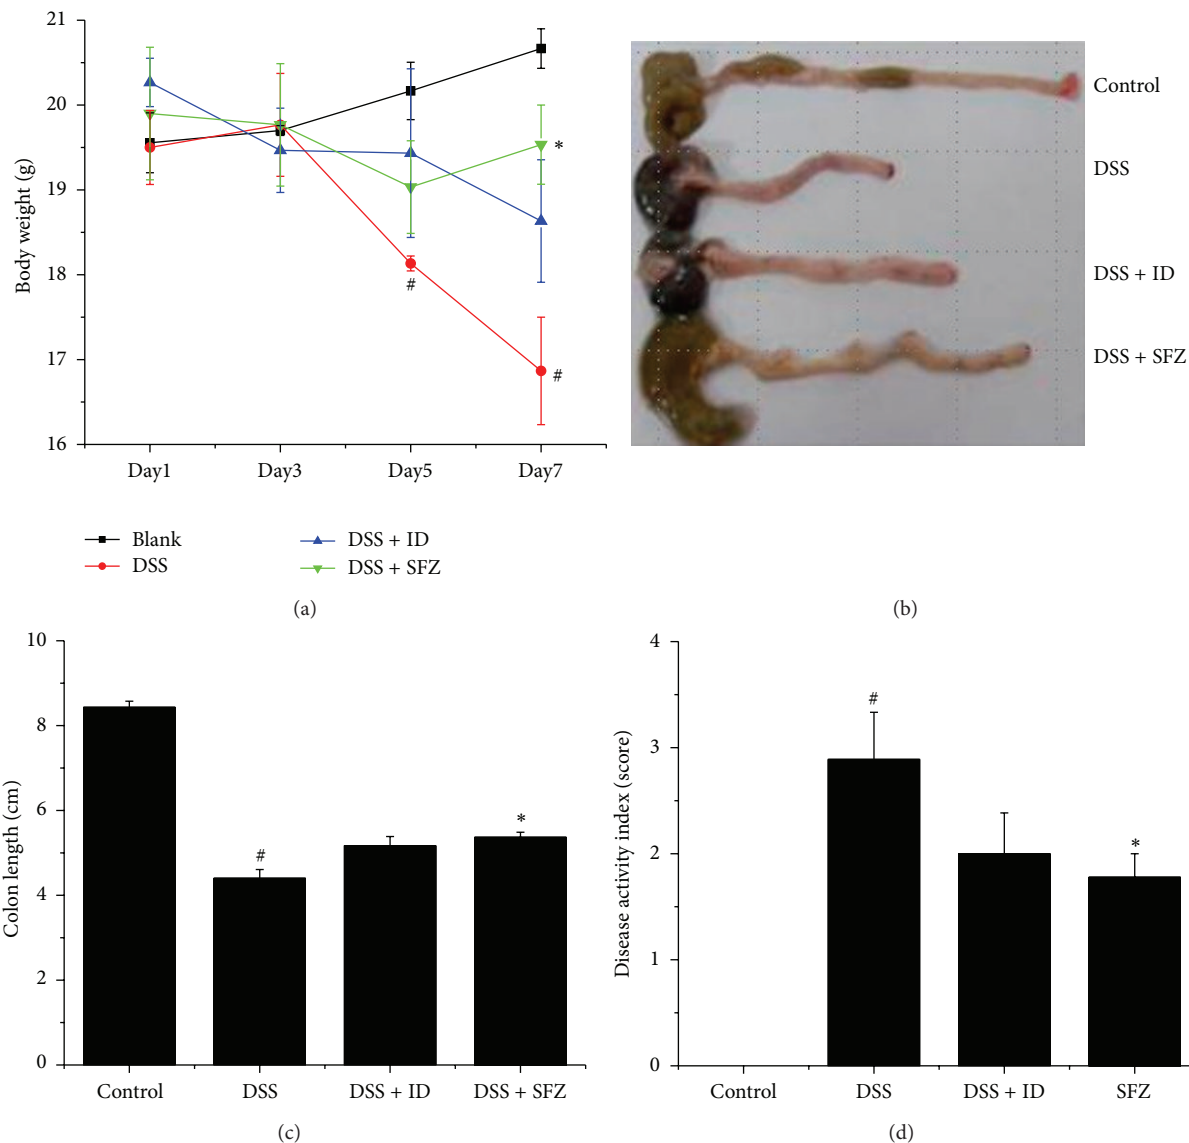 21
20
19
18
17
16
Body weight (g)
*
#
#
Day1 Day3 Day5 Day7
Blank
DSS
DSS + ID
DSS + SFZ
(a)
Control
DSS
DSS + ID
DSS + SFZ
(b)
10
8
6
4
2
0
Colon length (cm)
#
*
Control DSS DSS + ID DSS + SFZ
(c)
4
3
2
1
0
Disease activity index (score)
#
*
Control DSS DSS + ID SFZ
(d)